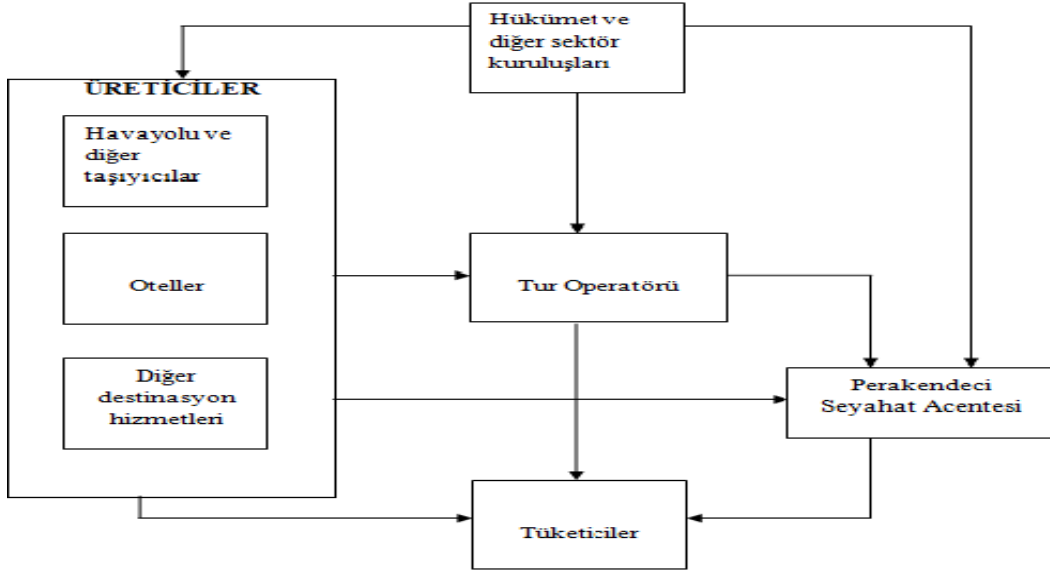 Hükümet ve
diğer sektör
kuruluşları
ÜRETİCİLER
Havayolu ve
diğer
taşıyıcılar
Oteller
Tur Operatörü
Diğer
destinasyon
hizmetleri
Perakendeci
Seyahat Acentesi
Tüketiciler